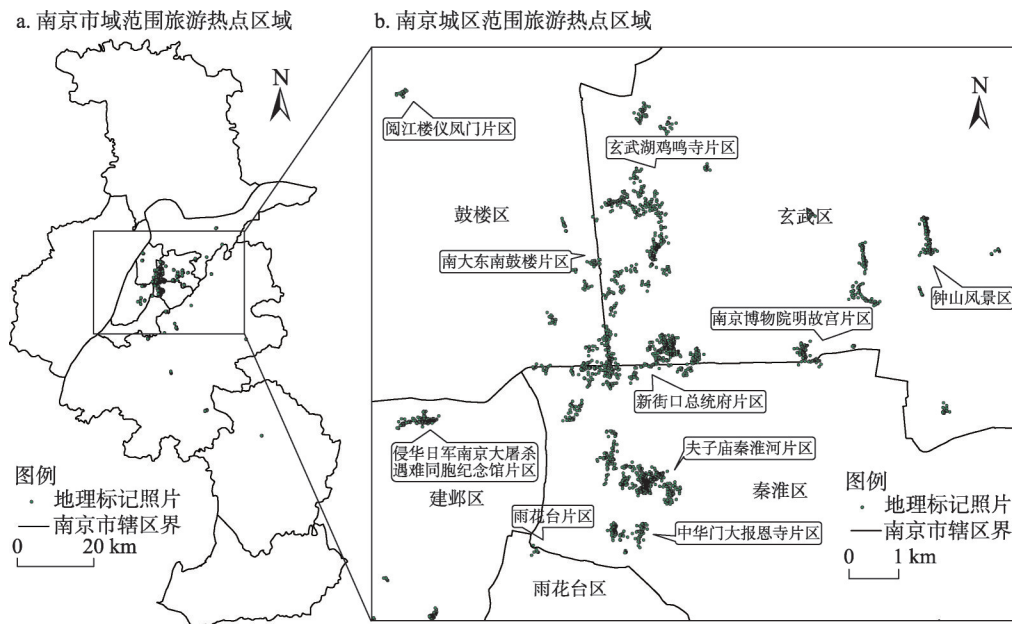 a. 南京市域范围旅游热点区域
b. 南京城区范围旅游热点区域
N
图例
地理标记照片
南京市辖区界
0
20 km
N
阅江楼仪凤门片区
玄武湖鸡鸣寺片区
鼓楼区
玄武区
南大东南鼓楼片区
钟山风景区
南京博物院明故宫片区
新街口总统府片区
侵华日军南京大屠杀
遇难同胞纪念馆片区
夫子庙秦淮河片区
建邺区
秦淮区
雨花台片区
中华门大报恩寺片区
雨花台区
图例
地理标记照片
南京市辖区界
0
1 km